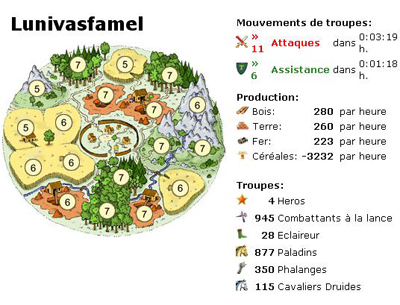 Lunivasfamel
7
5
7
7
5
7
7
5
6
5
6
6
6
6
7
7
7
6
Mouvements de troupes:
» 11 Attaques dans 0:03:19 h.
» 6 Assistance dans 0:01:18 h.
Production:
Bois: 280 par heure
Terre: 260 par heure
Fer: 223 par heure
Céréales: -3232 par heure
Troupes:
4 Heros
945 Combattants à la lance
28 Eclaireur
877 Paladins
350 Phalanges
115 Cavaliers Druides